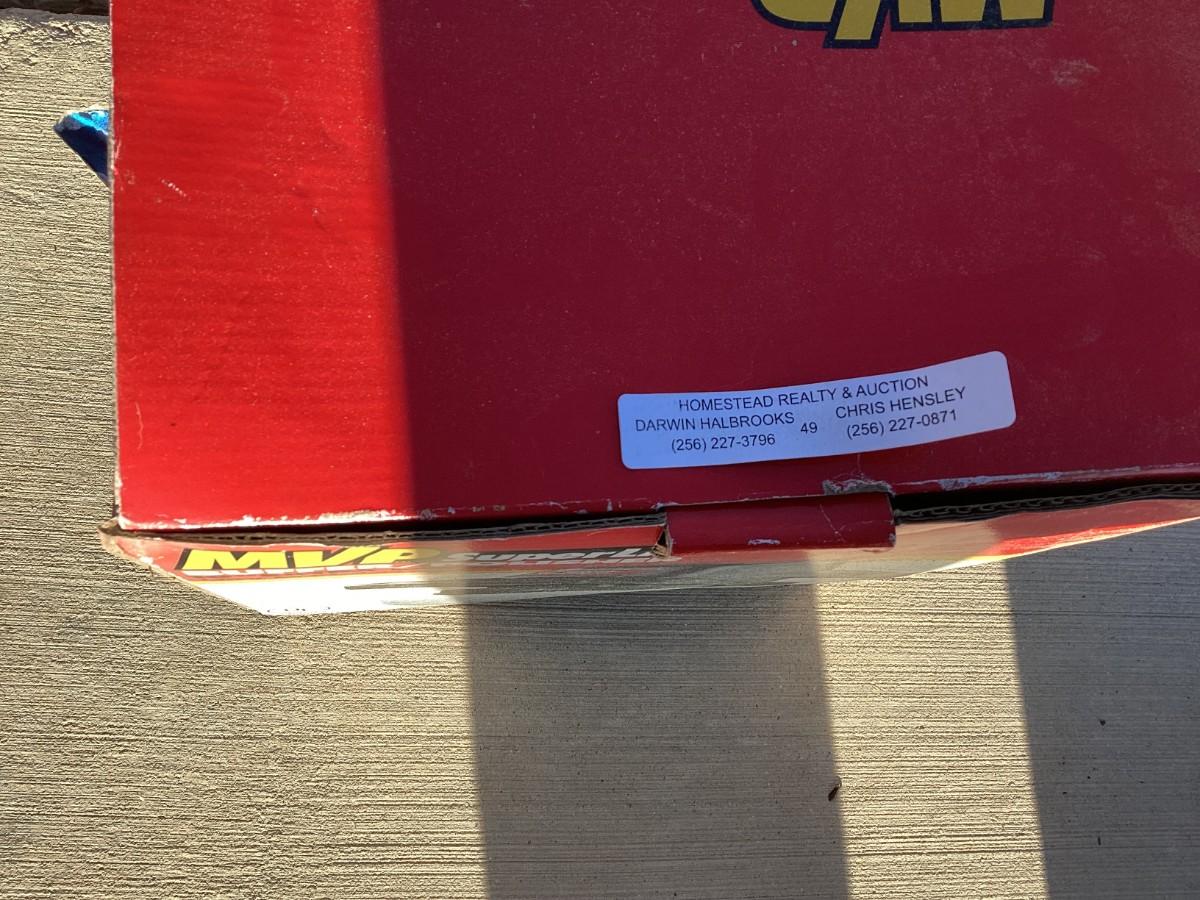 HOMESTEAD REALTY & AUCTION
DARWIN HALBROOKS 49 CHRIS HENSLEY
(256) 227-3796 (256) 227-0871
MVP